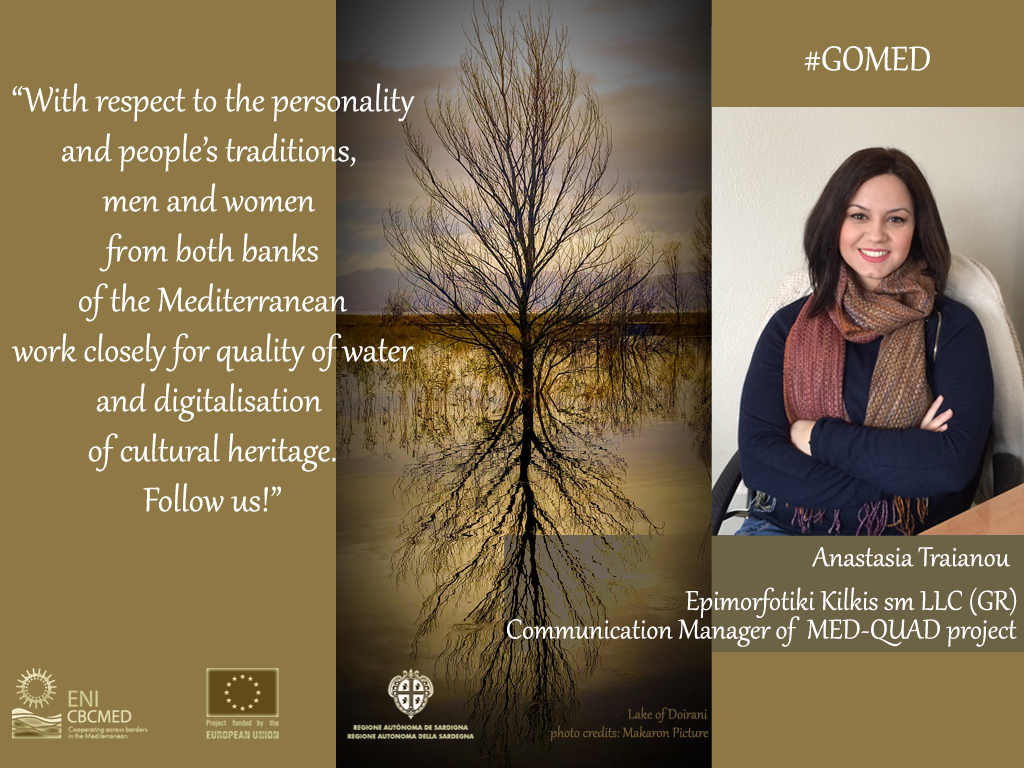 #GOMED
“With respect to the personality
and people’s traditions,
men and women
from both banks
of the Mediterranean
work closely for quality of water
and digitalisation
of cultural heritage.
Follow us!”
Anastasia Traianou
Epimorfotiki Kilkis sm LLC (GR)
Communication Manager of MED-QUAD project
ENI
CBCMED
Cooperating across borders
in the Mediterranean
Project funded by the
EUROPEAN UNION
REGIONE AUTÒNOMA DE SARDIGNA
REGIONE AUTONOMA DELLA SARDEGNA
Lake of Doirani
photo credits: Makaron Picture